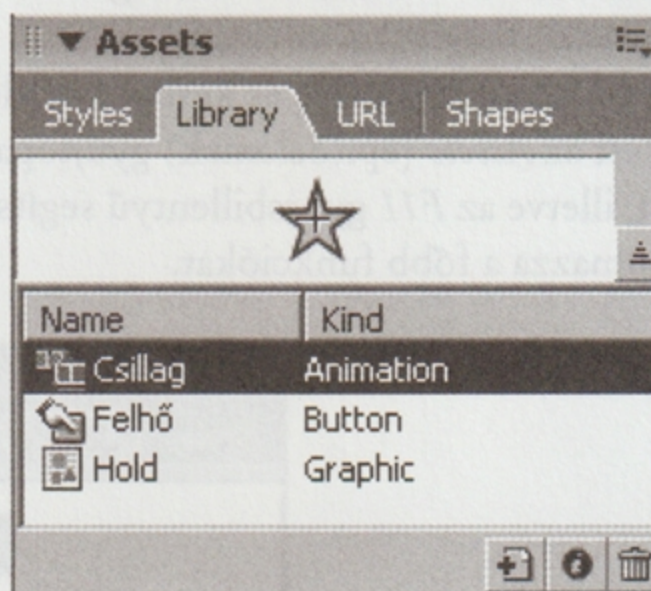 Assets
Styles Library URL Shapes
Name Kind
Csillag Animation
Felhő Button
Hold Graphic